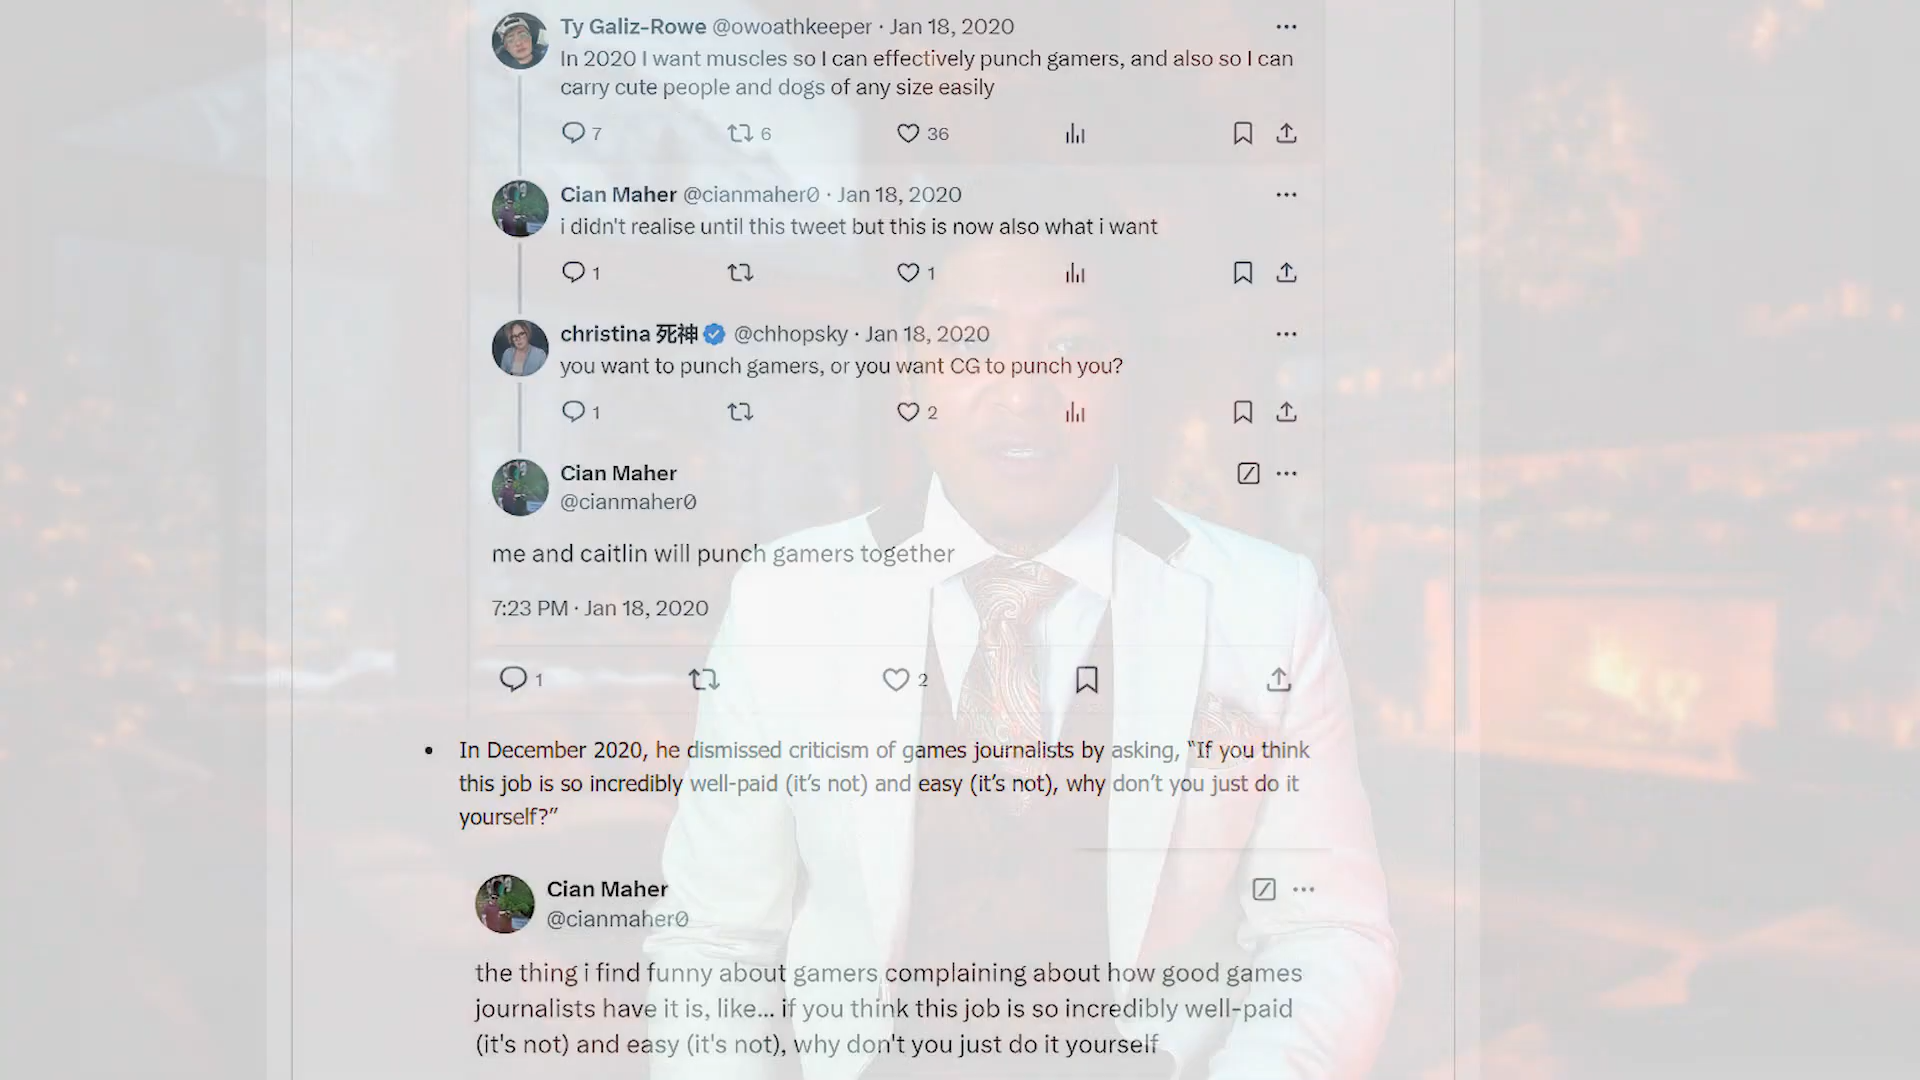 Ty Galiz-Rowe @owoathkeeper · Jan 18, 2020
In 2020 I want muscles so I can effectively punch gamers, and also so I can
carry cute people and dogs of any size easily
7 6 36
Cian Maher @cianmaher0 · Jan 18, 2020
i didn't realise until this tweet but this is now also what i want
1 1
christina 死神 @chhopsky · Jan 18, 2020
you want to punch gamers, or you want CG to punch you?
1 2
Cian Maher
@cianmaher0
me and caitlin will punch gamers together
7:23 PM · Jan 18, 2020
1 2
• In December 2020, he dismissed criticism of games journalists by asking, “If you think
this job is so incredibly well-paid (it’s not) and easy (it’s not), why don’t you just do it
yourself?”
Cian Maher
@cianmaher0
the thing i find funny about gamers complaining about how good games
journalists have it is, like... if you think this job is so incredibly well-paid
(it's not) and easy (it's not), why don't you just do it yourself